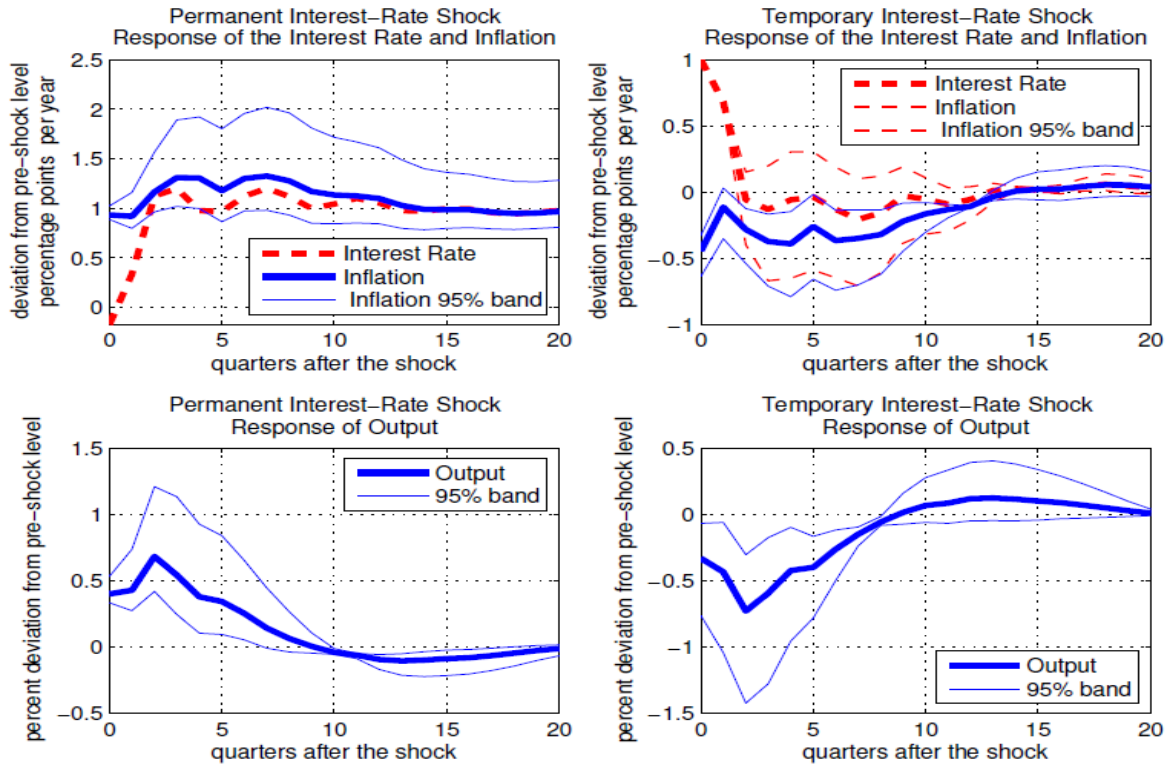 Permanent Interest−Rate Shock
Response of the Interest Rate and Inflation
deviation from pre−shock level
percentage points per year
2.5
2
1.5
1
0.5
0
Interest Rate
Inflation
Inflation 95% band
0 5 10 15 20
quarters after the shock
Temporary Interest−Rate Shock
Response of the Interest Rate and Inflation
deviation from pre−shock level
percentage points per year
1
0.5
0
−0.5
−1
Interest Rate
Inflation
Inflation 95% band
0 5 10 15 20
quarters after the shock
Permanent Interest−Rate Shock
Response of Output
percent deviation from pre−shock level
1.5
1
0.5
0
−0.5
Output
95% band
0 5 10 15 20
quarters after the shock
Temporary Interest−Rate Shock
Response of Output
percent deviation from pre−shock level
0.5
0
−0.5
−1
−1.5
Output
95% band
0 5 10 15 20
quarters after the shock